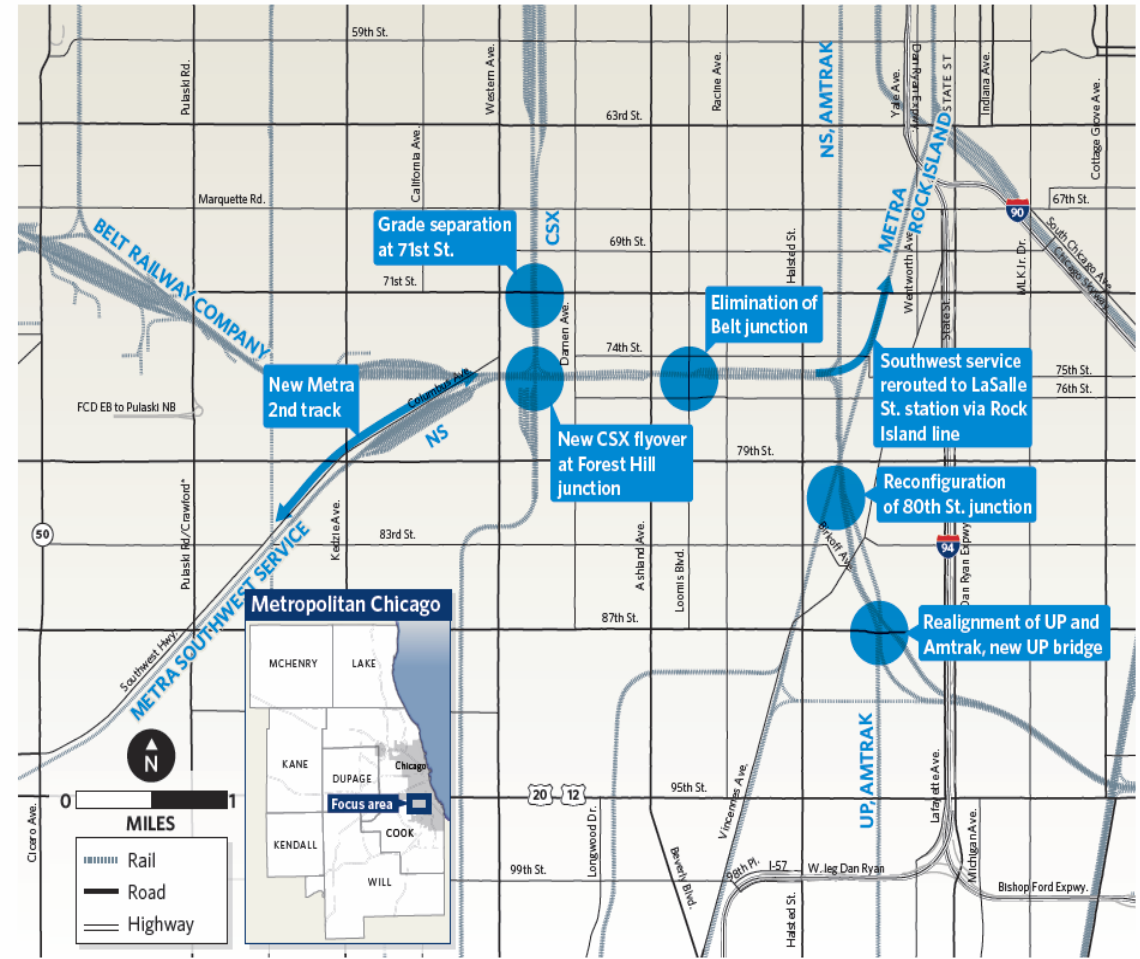 59th St.
Pulaski Rd.
Western Ave.
California Ave.
63rd St.
Racine Ave.
NS, AMTRAK
Yale Ave.
Dan Ryan Expwy.
STATE ST
Indiana Ave.
Cottage Grove Ave.
Marquette Rd.
67th St.
90
BELT RAILWAY COMPANY
Grade separation
at 71st St.
CSX
69th St.
71st St.
Halsted St.
METRA
ROCK ISLAND
Wentworth Ave.
MLK Jr. Dr.
South Chicago Ave.
Chicago Skyway
Elimination of
Belt junction
Damen Ave.
State St.
74th St.
75th St.
76th St.
New Metra
2nd track
Columbus Ave.
NS
FCD EB to Pulaski NB
Southwest service
rerouted to LaSalle
St. station via Rock
Island line
New CSX flyover
at Forest Hill
junction
79th St.
Reconfiguration
of 80th St. junction
50
Pulaski Rd/Crawford*
Kedzie Ave.
83rd St.
Ashland Ave.
Loomis Blvd.
Birkoff Ave.
94
Dan Ryan Expwy.
87th St.
Realignment of UP and
Amtrak, new UP bridge
Southwest Hwy.
METRA SOUTHWEST SERVICE
Metropolitan Chicago
MCHENRY
LAKE
KANE
DUPAGE
Chicago
Focus area
COOK
KENDALL
WILL
N
0
1
MILES
Rail
Road
Highway
Cicero Ave.
20
12
95th St.
UP, AMTRAK
Vincennes Ave.
Lafayette Ave.
Longwood Dr.
Beverly Blvd.
99th St.
98th Pl.
I-57
W. leg Dan Ryan
Halsted St.
Michigan Ave.
Bishop Ford Expwy.